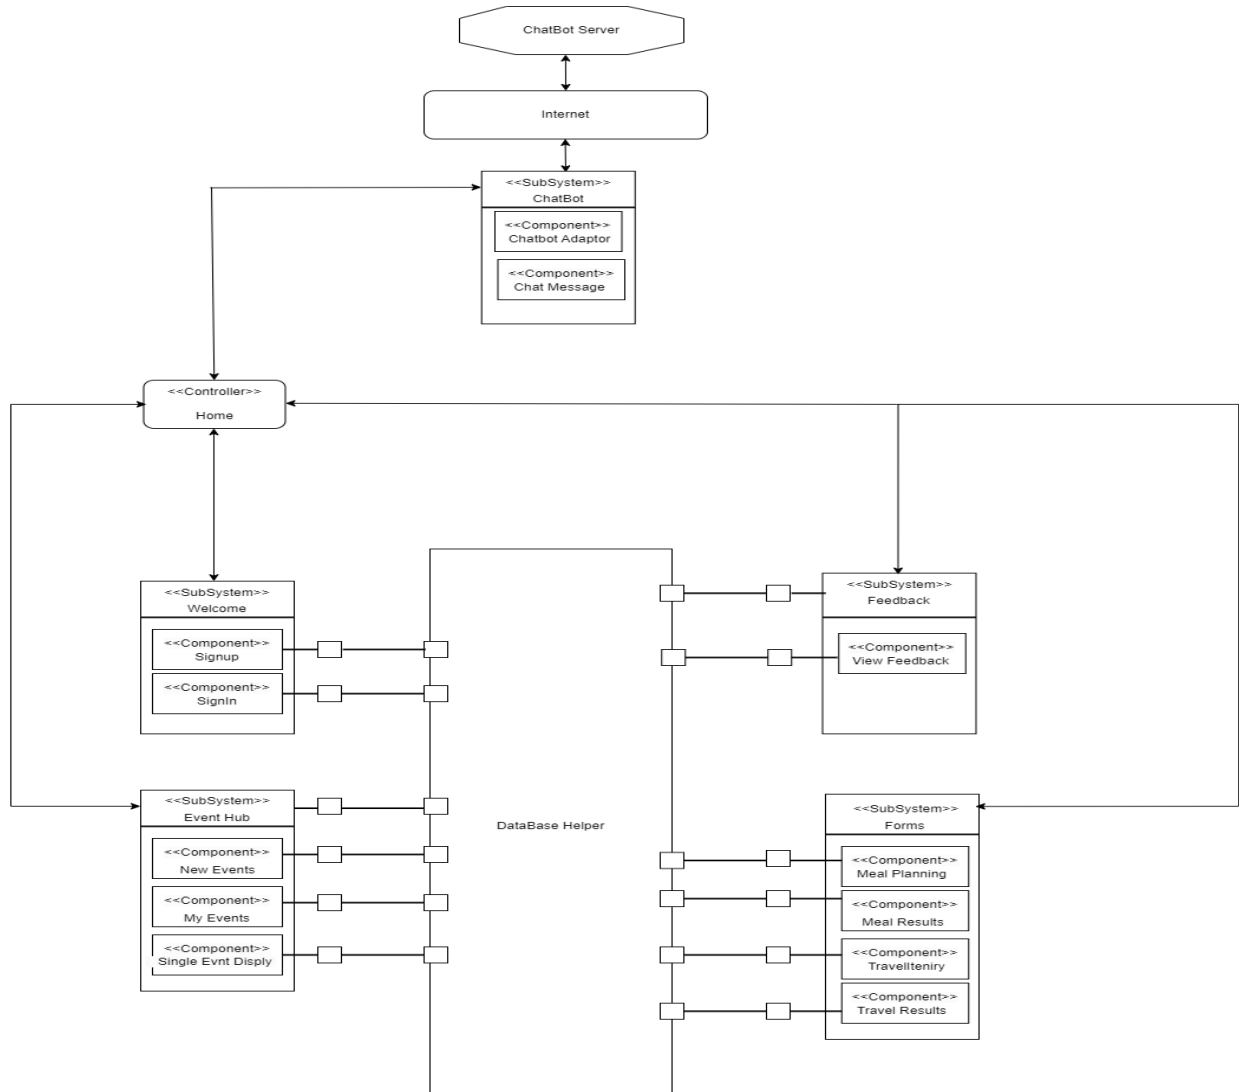 ChatBot Server
Internet
<<SubSystem>>
ChatBot
<<Component>>
Chatbot Adaptor
<<Component>>
Chat Message
<<Controller>>
Home
<<SubSystem>>
Welcome
<<Component>>
Signup
<<Component>>
SignIn
<<SubSystem>>
Event Hub
<<Component>>
New Events
<<Component>>
My Events
<<Component>>
Single Evnt Disply
DataBase Helper
<<SubSystem>>
Feedback
<<Component>>
View Feedback
<<SubSystem>>
Forms
<<Component>>
Meal Planning
<<Component>>
Meal Results
<<Component>>
TravelIteniry
<<Component>>
Travel Results